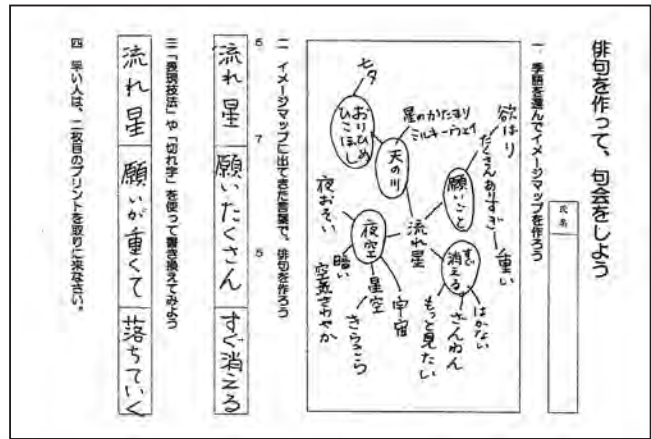 俳句を作って、句会をしよう
氏名
一 季語を選んでイメージマップを作ろう
欲ばり
たくさんありすぎ
重い
願いこと
星のかたまり
ミルキーウェイ
天の川
おりひめ
ひこぼし
七夕
流れ星
すぐ
消える
はかない
ざんねん
もっと見たい
夜空
宇宙
星空
きらきら
暗い
空気さわやか
夜おそい
二 イメージマップに出てきた言葉で、俳句を作ろう
5 7 5
流れ星 願いたくさん すぐ消える
三 「表現技法」や「切れ字」を使って書き換えてみよう
流れ星 願いが重くて 落ちていく
四 早い人は、二枚目のプリントを取りに来なさい。